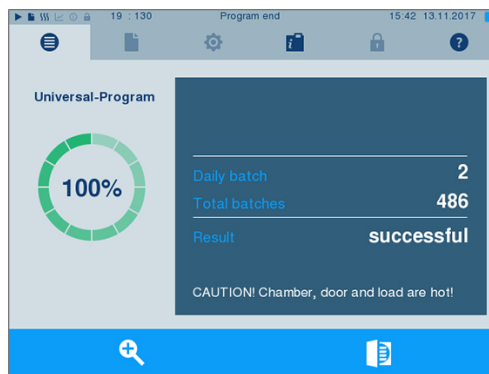 19 : 130 Program end 15:42 13.11.2017
i ?
Universal-Program
100%
Daily batch 2
Total batches 486
Result successful
CAUTION! Chamber, door and load are hot!